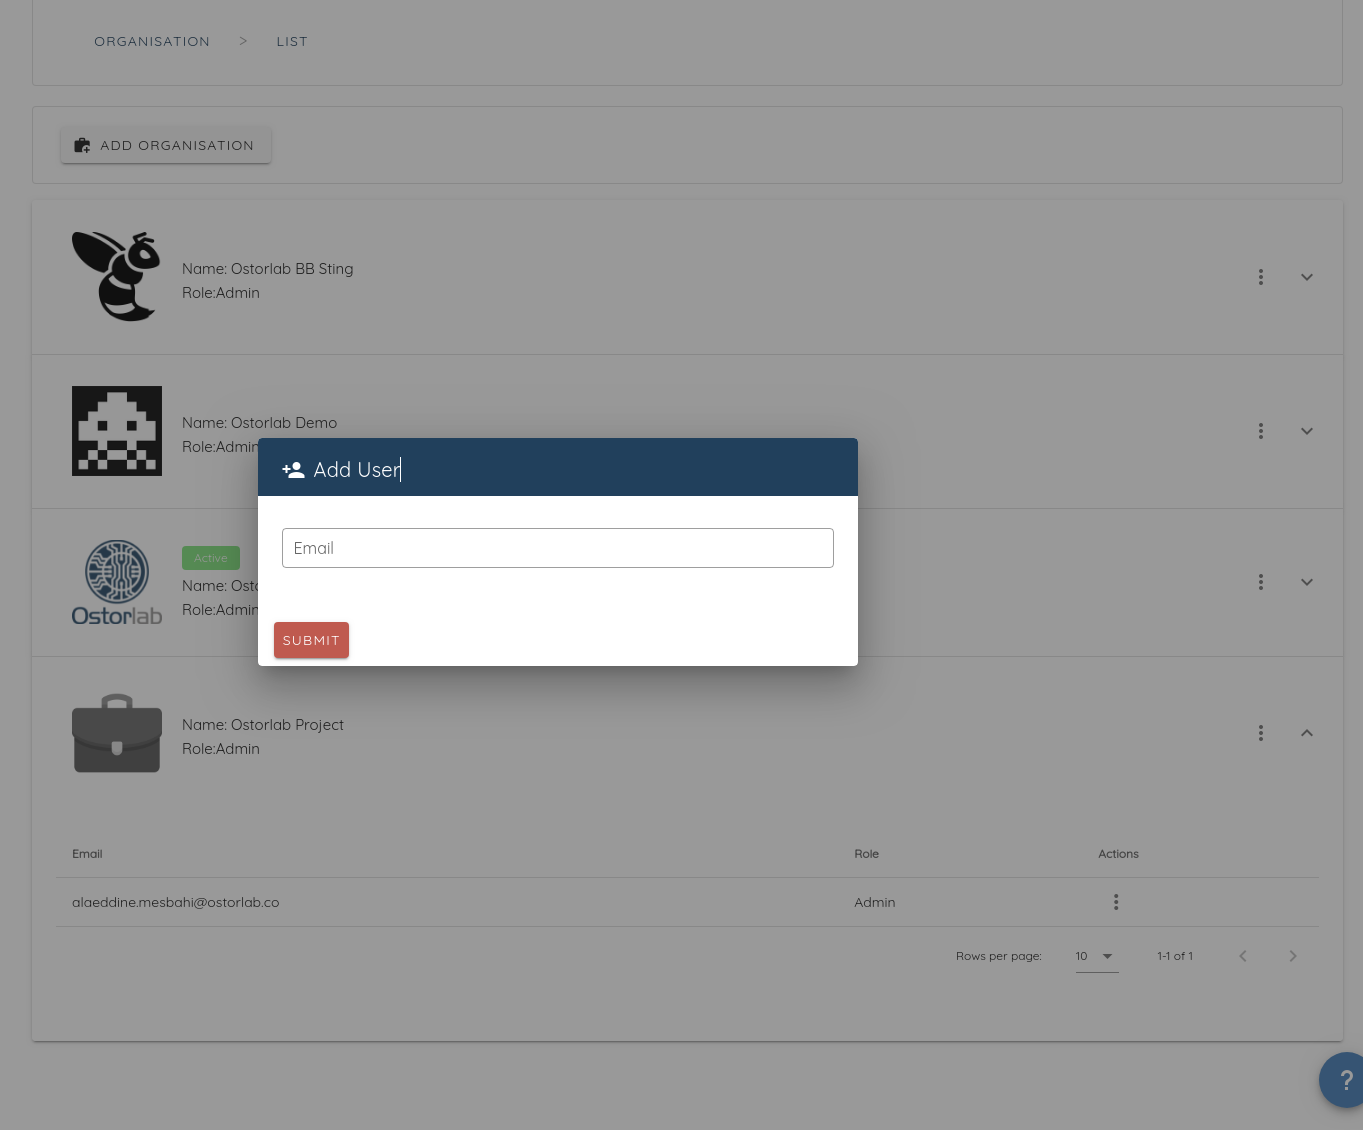 ORGANISATION > LIST
ADD ORGANISATION
Name: Ostorlab BB Sting
Role:Admin
Name: Ostorlab Demo
Role:Admin
Add User
Email
Active
Ostorlab
Role:Admin
SUBMIT
Name: Ostorlab Project
Role:Admin
Email Role Actions
alaeddine.mesbahi@ostorlab.co Admin
Rows per page: 10 1-1 of 1
?